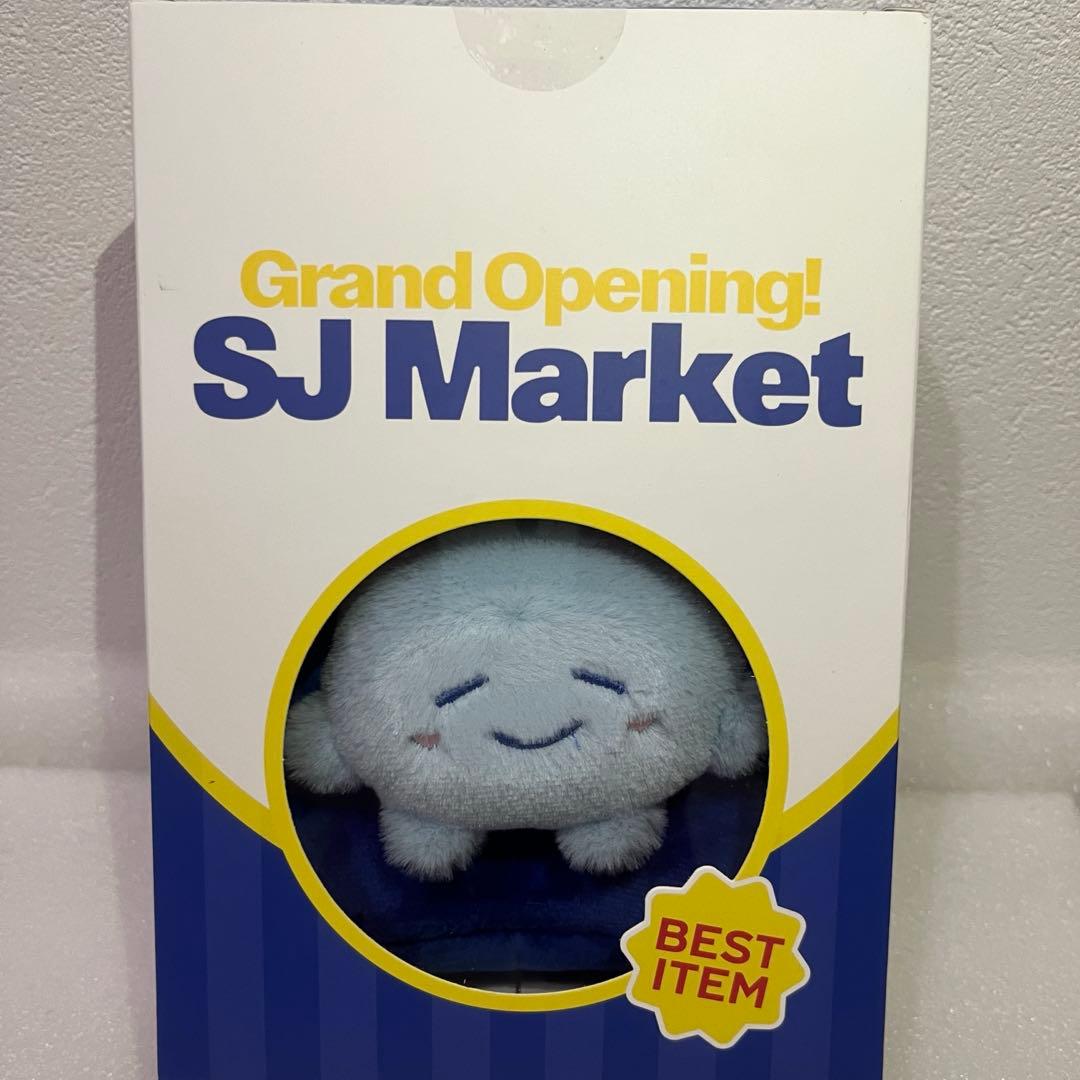 Grand Opening!
SJ Market
BEST
ITEM